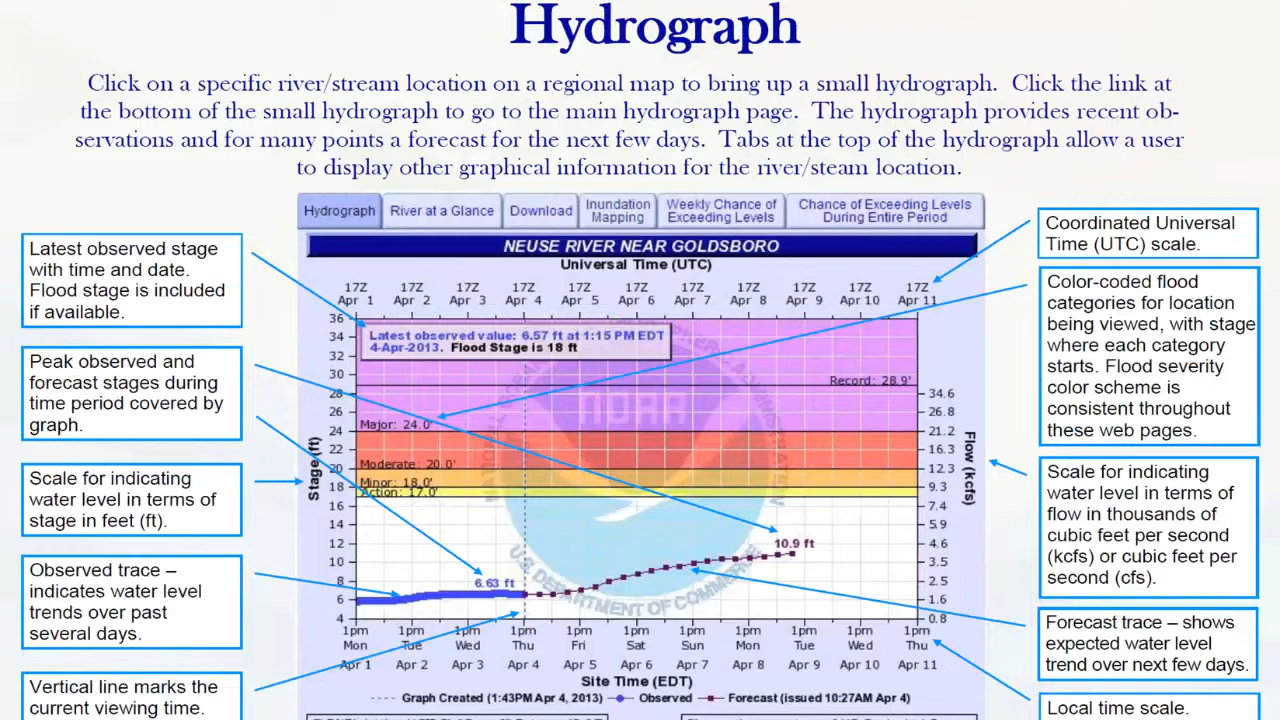 Hydrograph
Click on a specific river/stream location on a regional map to bring up a small hydrograph.  Click the link at
the bottom of the small hydrograph to go to the main hydrograph page.  The hydrograph provides recent ob-
servations and for many points a forecast for the next few days.  Tabs at the top of the hydrograph allow a user
to display other graphical information for the river/steam location.
Latest observed stage
with time and date.
Flood stage is included
if available.
Peak observed and
forecast stages during
time period covered by
graph.
Scale for indicating
water level in terms of
stage in feet (ft).
Observed trace –
indicates water level
trends over past
several days.
Vertical line marks the
current viewing time.
Hydrograph
River at a Glance
Download
Inundation
Mapping
Weekly Chance of
Exceeding Levels
Chance of Exceeding Levels
During Entire Period
NEUSE RIVER NEAR GOLDSBORO
Universal Time (UTC)
17Z 17Z 17Z 17Z 17Z 17Z 17Z 17Z 17Z 17Z 17Z
Apr 1 Apr 2 Apr 3 Apr 4 Apr 5 Apr 6 Apr 7 Apr 8 Apr 9 Apr 10 Apr 11
Latest observed value: 6.57 ft at 1:15 PM EDT
4-Apr-2013. Flood Stage is 18 ft
Record: 28.9'
Major: 24.0'
Moderate: 20.0'
Minor: 18.0'
Action: 17.0'
NOAA
U.S. DEPARTMENT OF COMMERCE
10.9 ft
6.63 ft
Stage (ft)
36
34
32
30
28
26
24
22
20
18
16
14
12
10
8
6
4
Flow (kcfs)
34.6
26.8
21.2
16.3
12.3
9.3
7.4
5.9
4.6
3.5
2.5
1.6
0.8
1pm 1pm 1pm 1pm 1pm 1pm 1pm 1pm 1pm 1pm 1pm
Mon Tue Wed Thu Fri Sat Sun Mon Tue Wed Thu
Apr 1 Apr 2 Apr 3 Apr 4 Apr 5 Apr 6 Apr 7 Apr 8 Apr 9 Apr 10 Apr 11
Site Time (EDT)
Graph Created (1:43PM Apr 4, 2013) Observed Forecast (issued 10:27AM Apr 4)
Coordinated Universal
Time (UTC) scale.
Color-coded flood
categories for location
being viewed, with stage
where each category
starts. Flood severity
color scheme is
consistent throughout
these web pages.
Scale for indicating
water level in terms of
flow in thousands of
cubic feet per second
(kcfs) or cubic feet per
second (cfs).
Forecast trace – shows
expected water level
trend over next few days.
Local time scale.